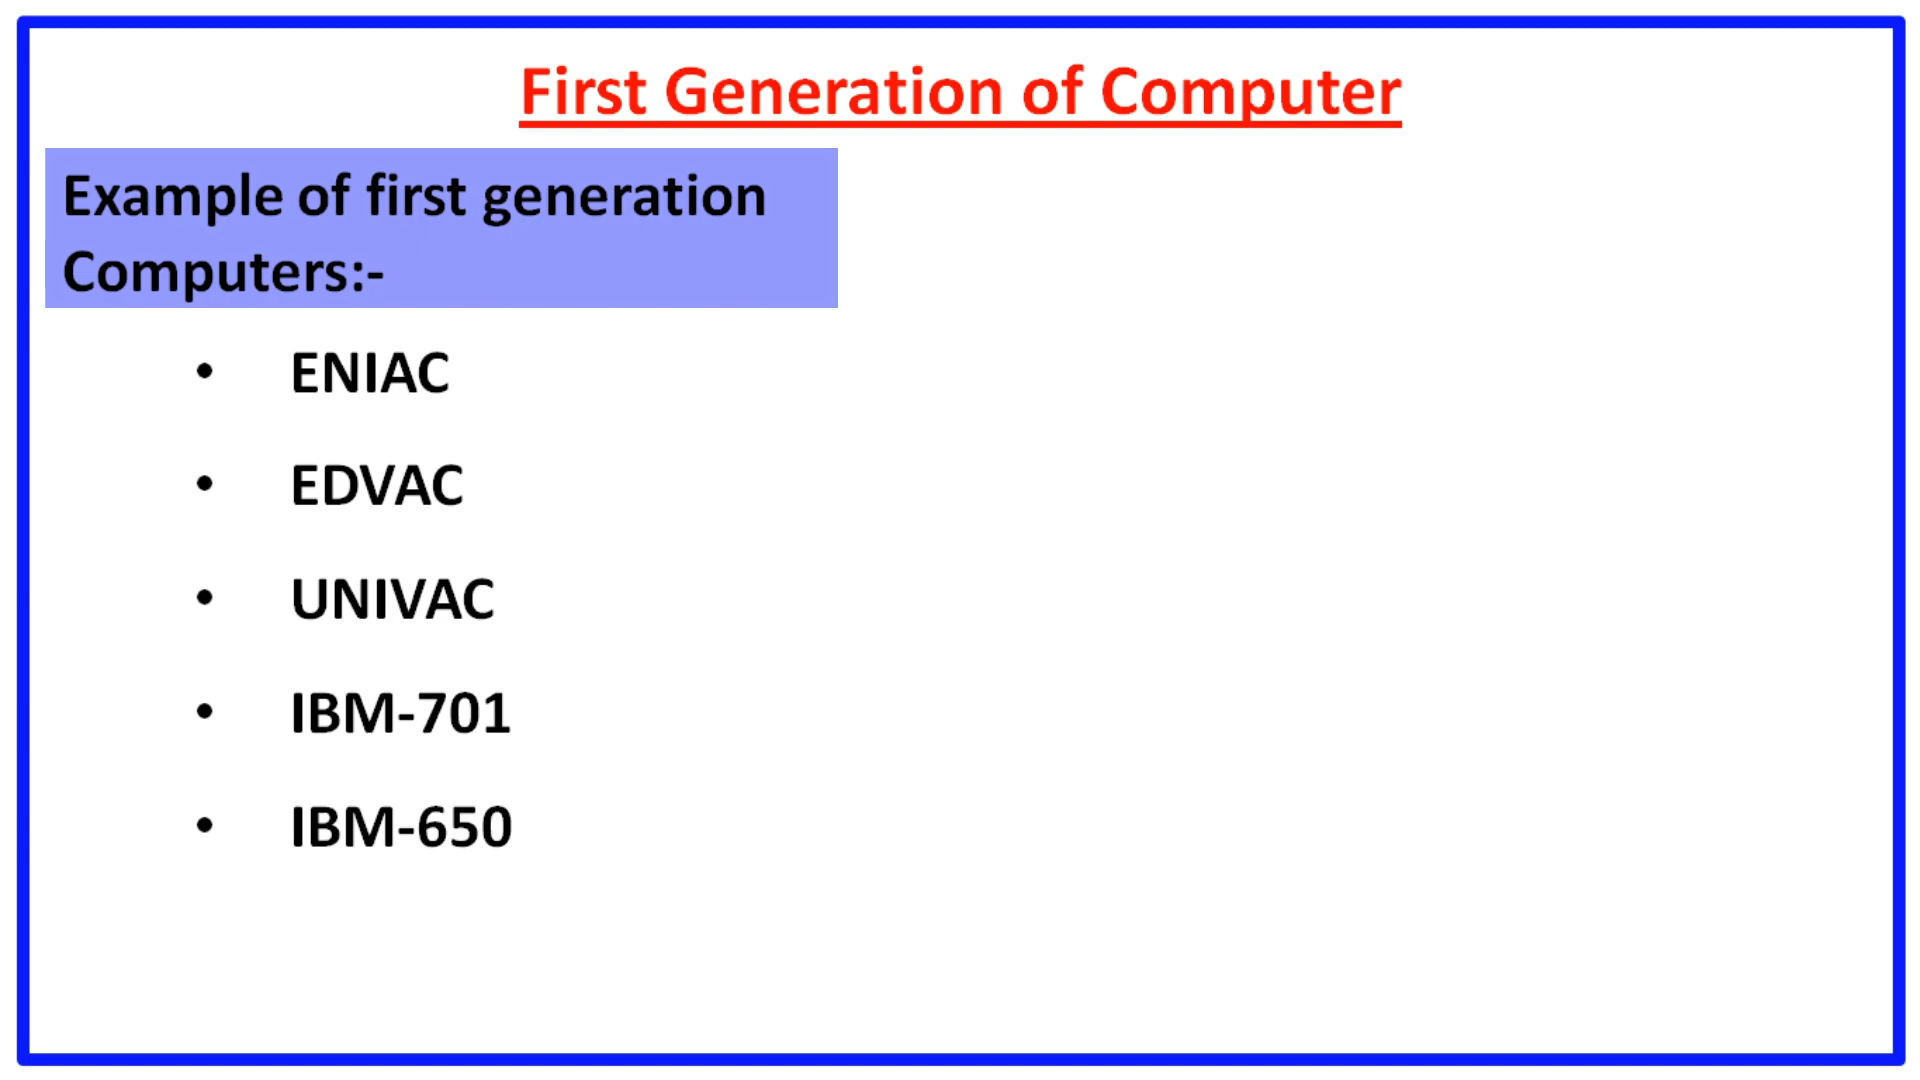 First Generation of Computer
Example of first generation
Computers:-
• ENIAC
• EDVAC
• UNIVAC
• IBM-701
• IBM-650